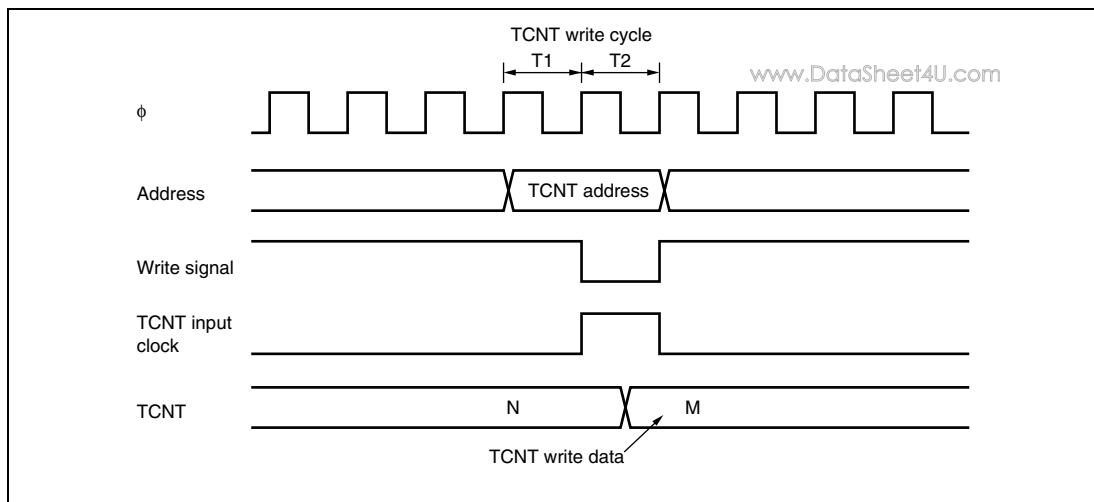 TCNT write cycle
T1 T2
www.DataSheet4U.com
ϕ
Address
TCNT address
Write signal
TCNT input
clock
TCNT
N
M
TCNT write data